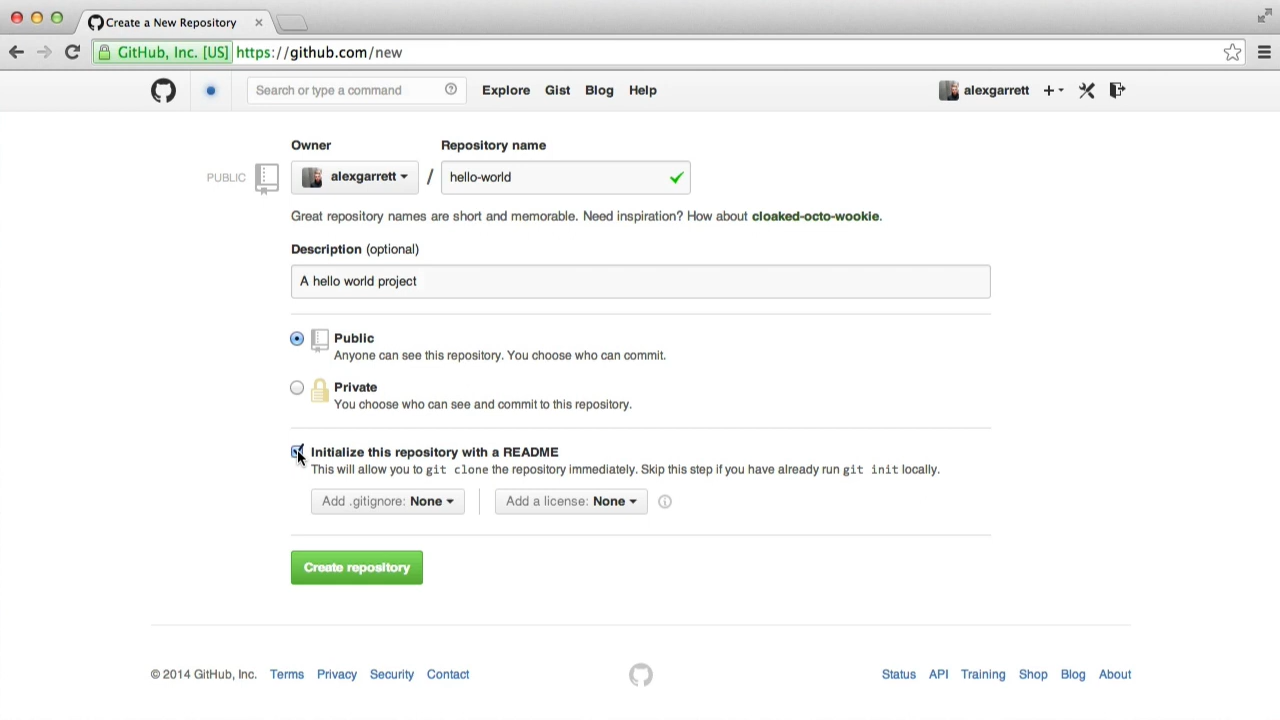 Create a New Repository
GitHub, Inc. [US] https://github.com/new
Search or type a command Explore Gist Blog Help alexgarrett
Owner Repository name
PUBLIC alexgarrett / hello-world
Great repository names are short and memorable. Need inspiration? How about cloaked-octo-wookie.
Description (optional)
A hello world project
Public
Anyone can see this repository. You choose who can commit.
Private
You choose who can see and commit to this repository.
Initialize this repository with a README
This will allow you to git clone the repository immediately. Skip this step if you have already run git init locally.
Add .gitignore: None Add a license: None
Create repository
© 2014 GitHub, Inc. Terms Privacy Security Contact Status API Training Shop Blog About